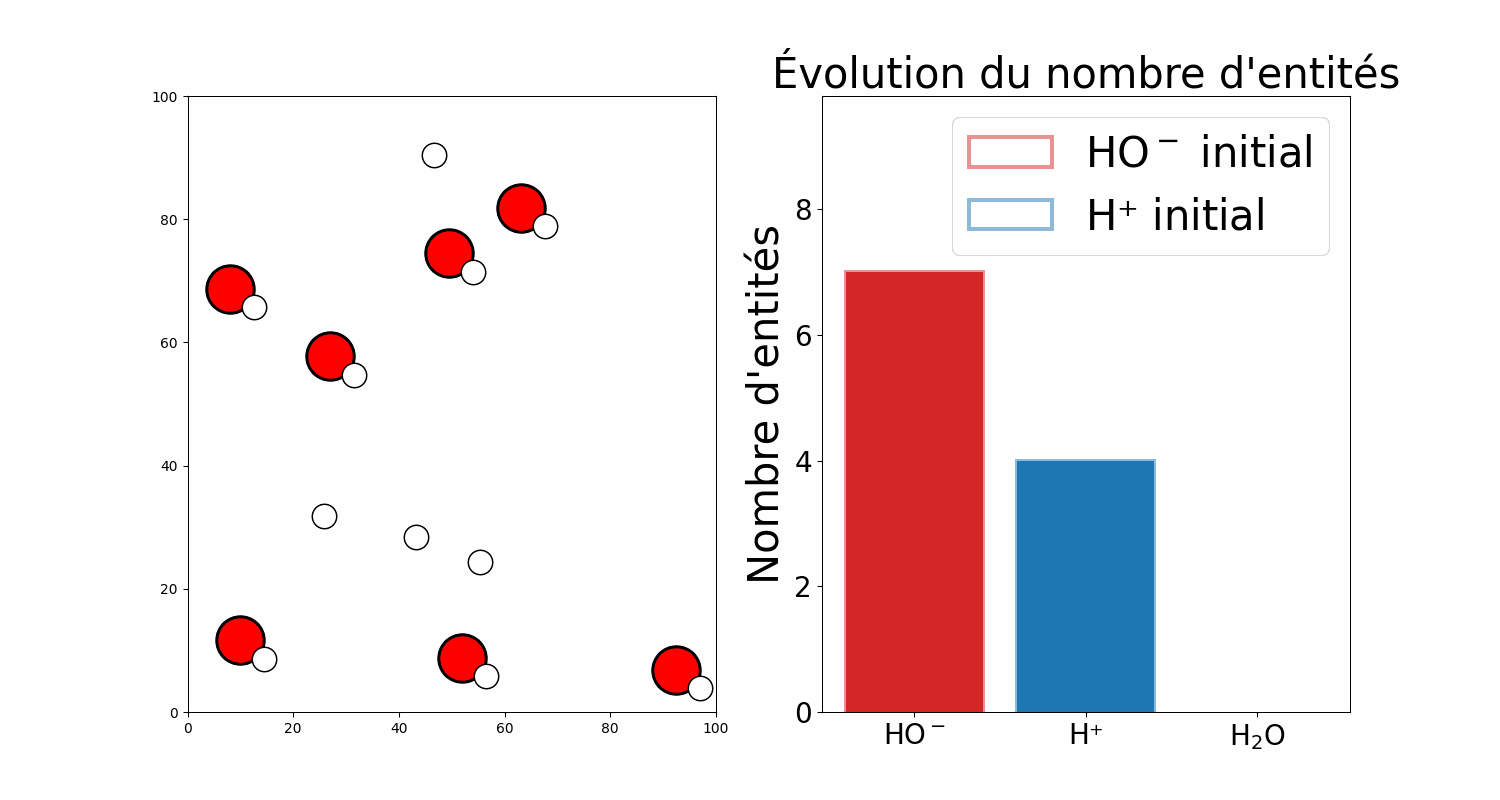 100
80
60
40
20
0
0 20 40 60 80 100
Évolution du nombre d'entités
HO⁻ initial
H⁺ initial
Nombre d'entités
8
6
4
2
0
HO⁻ H⁺ H₂O